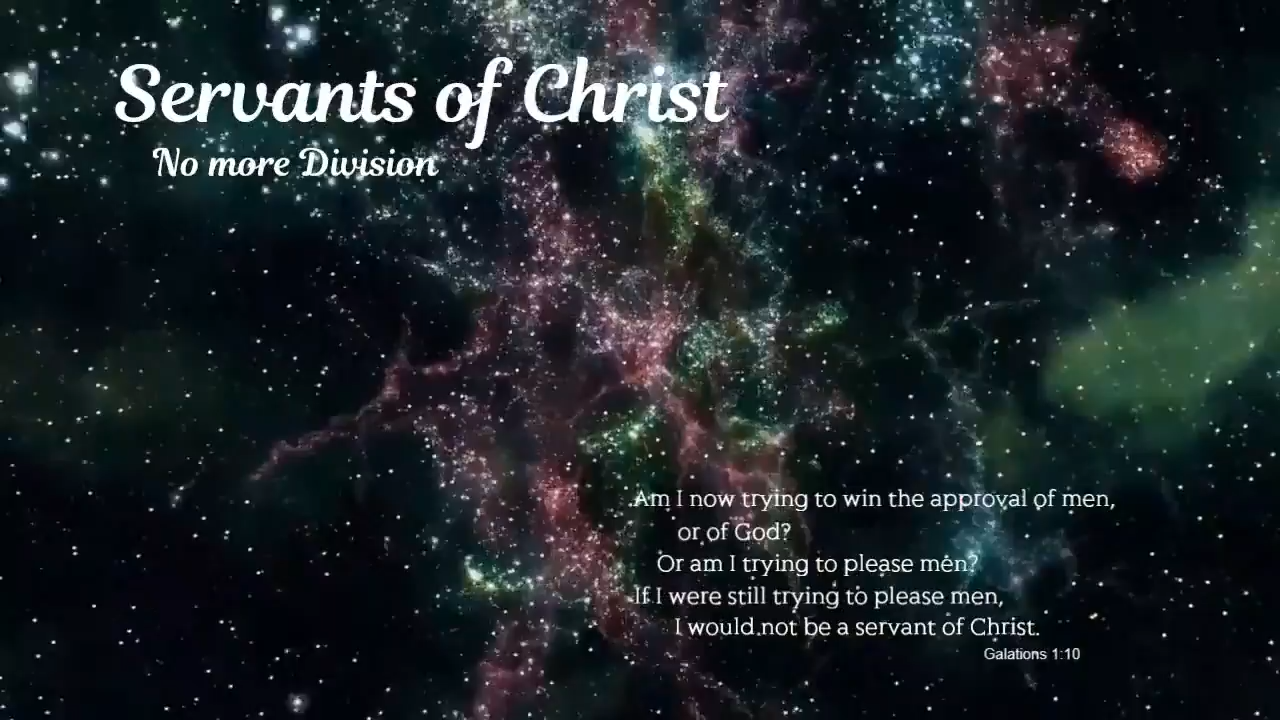 Servants of Christ
No more Division
Am I now trying to win the approval of men,
or of God?
Or am I trying to please men?
If I were still trying to please men,
I would not be a servant of Christ.
Galations 1:10